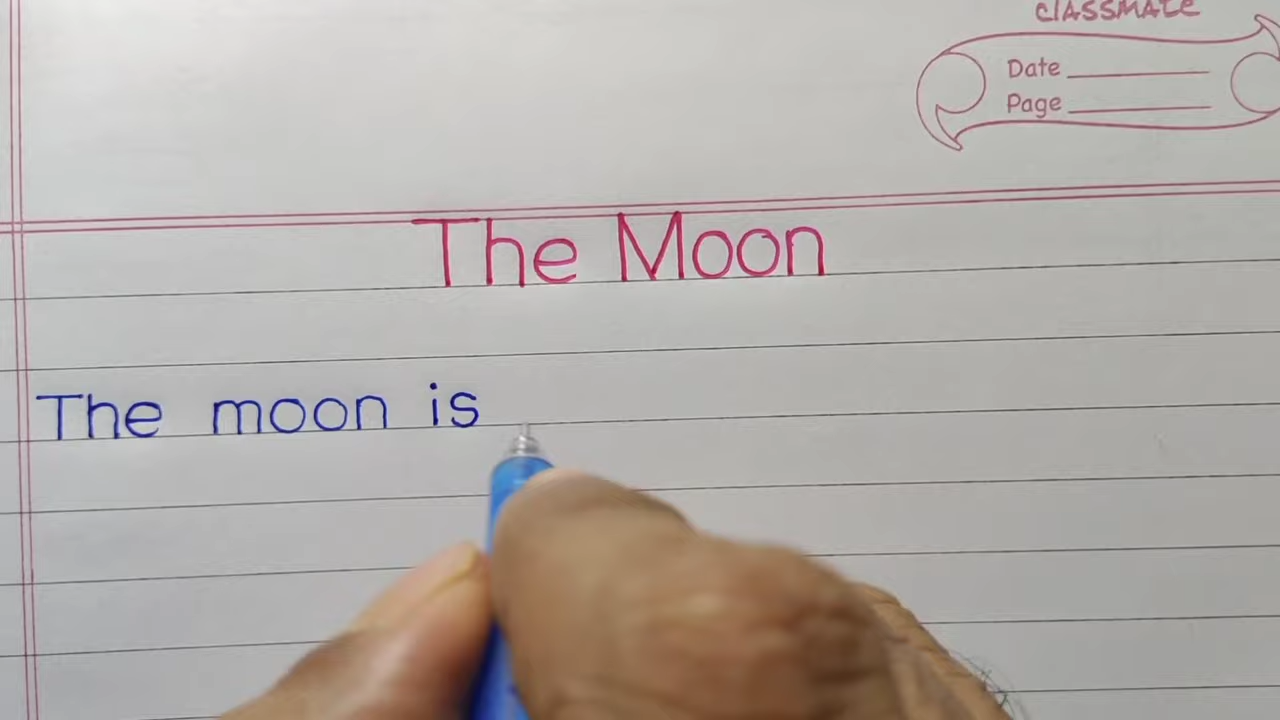 classmate
Date
Page
The Moon
The moon is